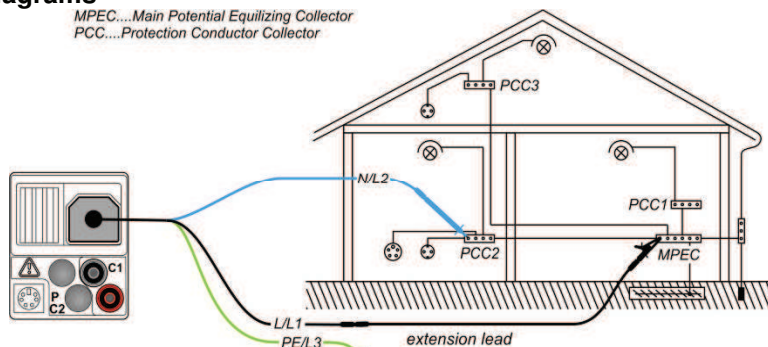 MPEC....Main Potential Equilizing Collector
PCC....Protection Conductor Collector
PCC3
N/L2
PCC1
C1
P
C2
PCC2
MPEC
L/L1
extension lead
PE/L3